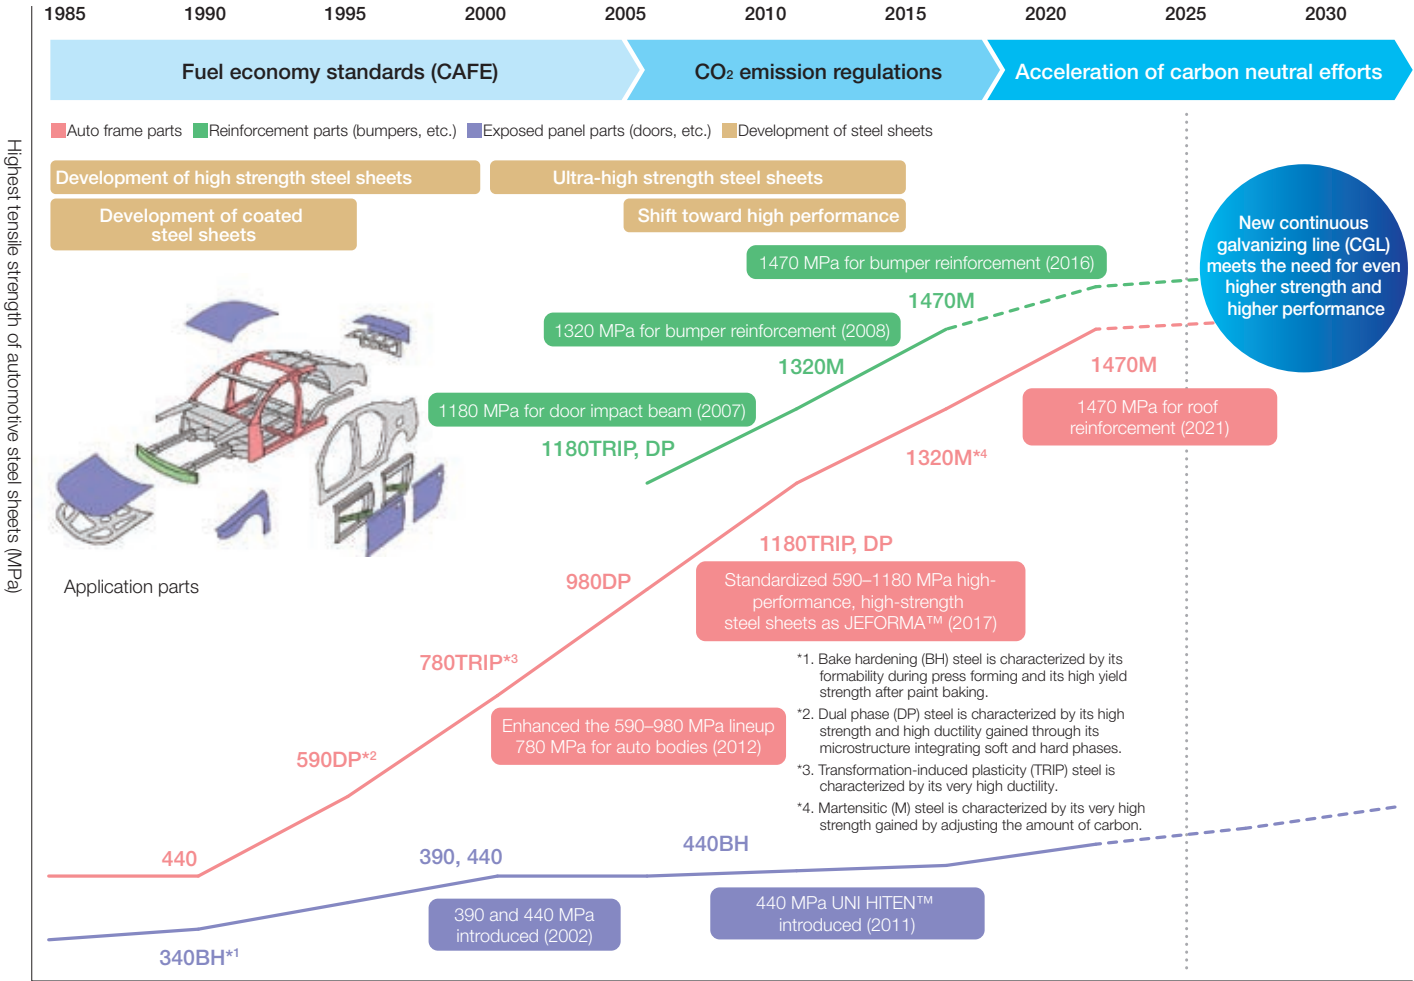 1985 1990 1995 2000 2005 2010 2015 2020 2025 2030
Fuel economy standards (CAFE)
CO₂ emission regulations
Acceleration of carbon neutral efforts
Auto frame parts
Reinforcement parts (bumpers, etc.)
Exposed panel parts (doors, etc.)
Development of steel sheets
Highest tensile strength of automotive steel sheets (MPa)
Development of high strength steel sheets
Ultra-high strength steel sheets
Development of coated
steel sheets
Shift toward high performance
New continuous
galvanizing line (CGL)
meets the need for even
higher strength and
higher performance
1470 MPa for bumper reinforcement (2016)
1470M
1320 MPa for bumper reinforcement (2008)
1320M
1470M
1180 MPa for door impact beam (2007)
1470 MPa for roof
reinforcement (2021)
1180TRIP, DP
1320M*4
1180TRIP, DP
Application parts
980DP
Standardized 590–1180 MPa high-
performance, high-strength
steel sheets as JEFORMA™ (2017)
780TRIP*3
*1. Bake hardening (BH) steel is characterized by its
formability during press forming and its high yield
strength after paint baking.
*2. Dual phase (DP) steel is characterized by its high
strength and high ductility gained through its
microstructure integrating soft and hard phases.
*3. Transformation-induced plasticity (TRIP) steel is
characterized by its very high ductility.
*4. Martensitic (M) steel is characterized by its very high
strength gained by adjusting the amount of carbon.
Enhanced the 590–980 MPa lineup
780 MPa for auto bodies (2012)
590DP*2
440
390, 440
440BH
390 and 440 MPa
introduced (2002)
440 MPa UNI HITEN™
introduced (2011)
340BH*1